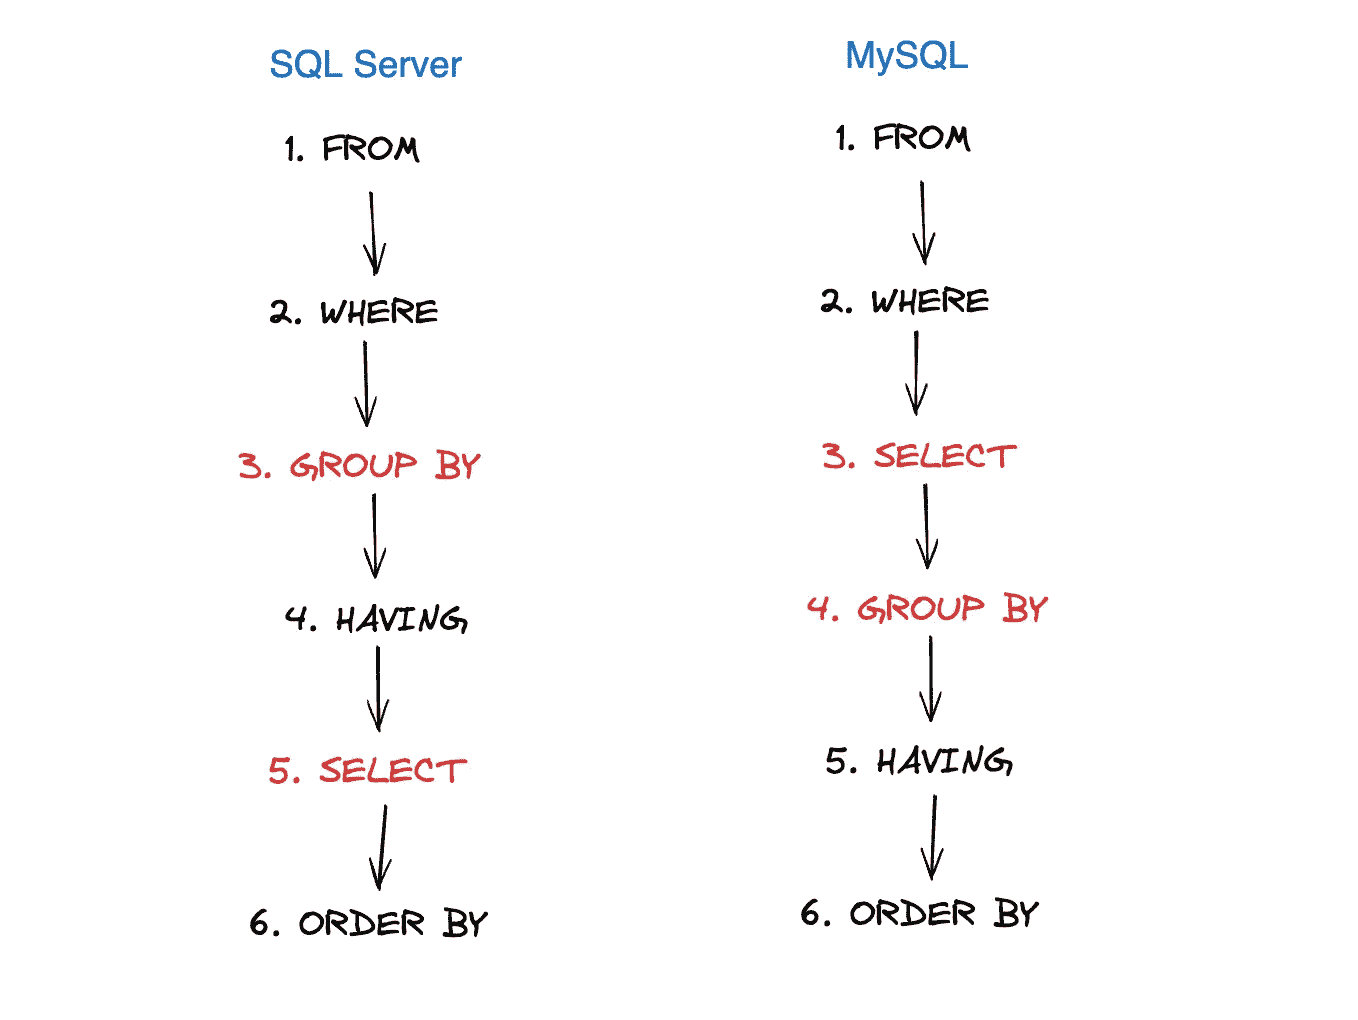 SQL Server
1. FROM
2. WHERE
3. GROUP BY
4. HAVING
5. SELECT
6. ORDER BY
MySQL
1. FROM
2. WHERE
3. SELECT
4. GROUP BY
5. HAVING
6. ORDER BY